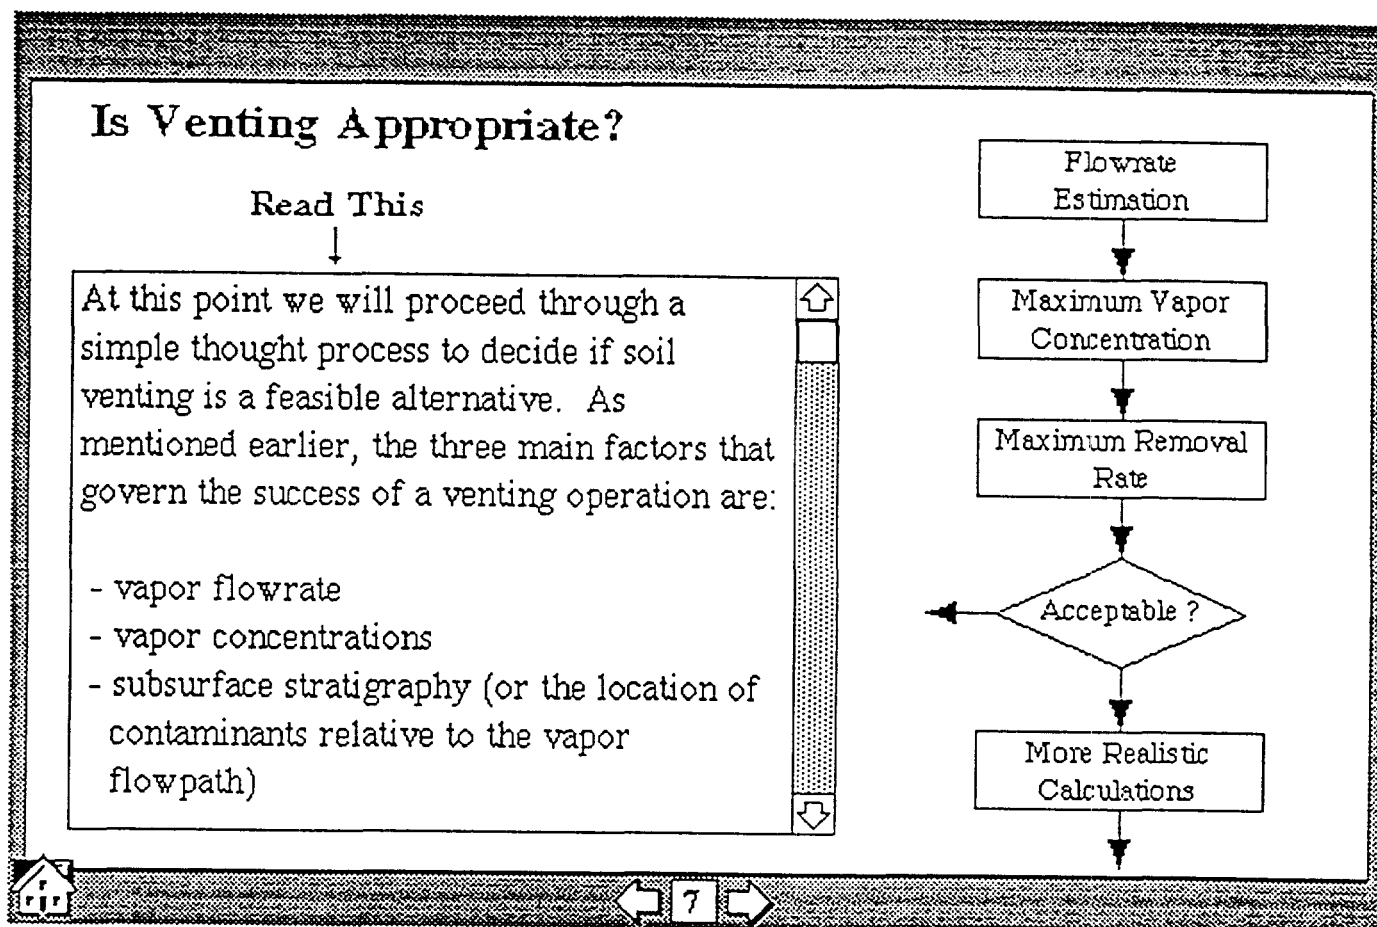 Is Venting Appropriate?
Read This
At this point we will proceed through a
simple thought process to decide if soil
venting is a feasible alternative.  As
mentioned earlier, the three main factors that
govern the success of a venting operation are:
- vapor flowrate
- vapor concentrations
- subsurface stratigraphy (or the location of
contaminants relative to the vapor
flowpath)
Flowrate
Estimation
Maximum Vapor
Concentration
Maximum Removal
Rate
Acceptable ?
More Realistic
Calculations
7